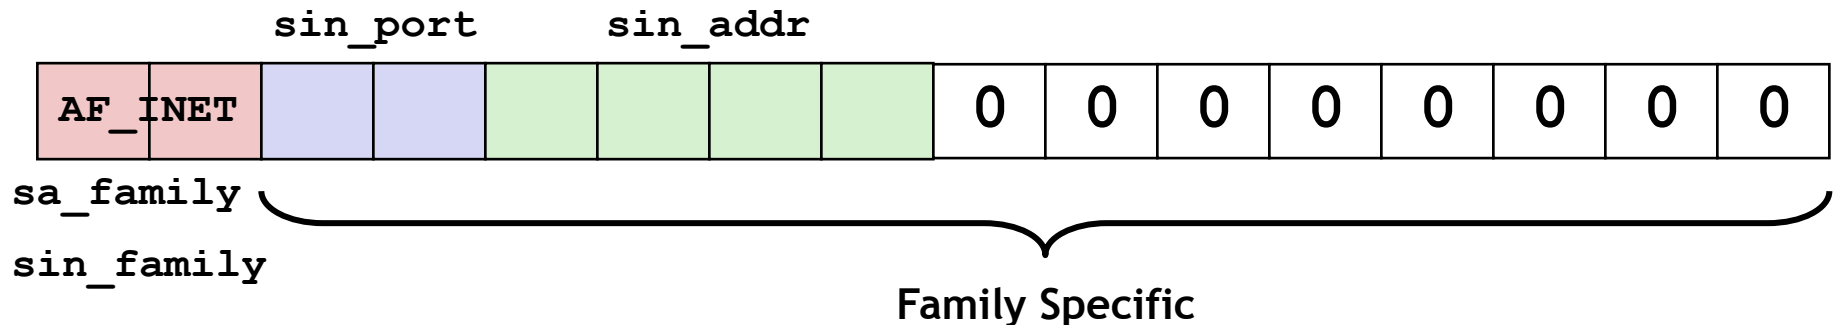 sin_port sin_addr
AF_INET 0 0 0 0 0 0 0 0
sa_family
sin_family
Family Specific